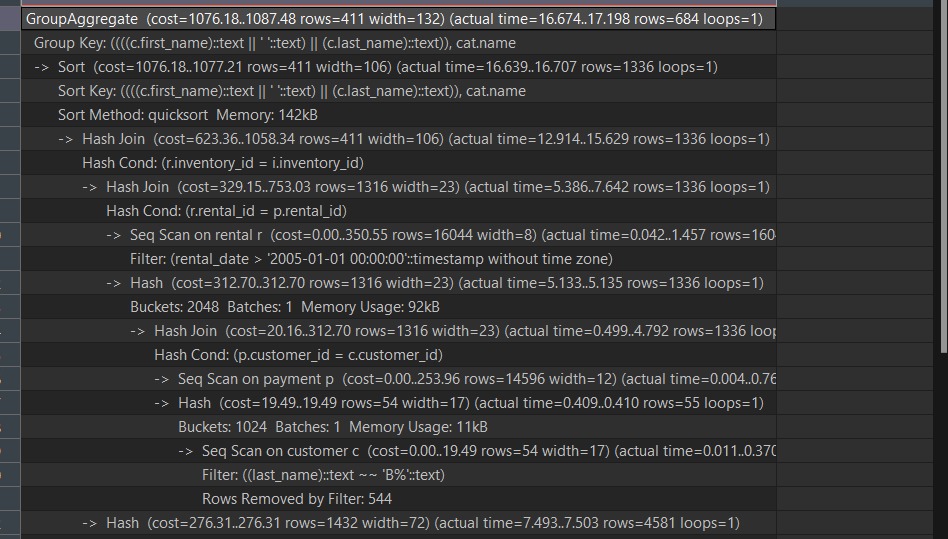 GroupAggregate  (cost=1076.18..1087.48 rows=411 width=132) (actual time=16.674..17.198 rows=684 loops=1)
Group Key: ((((c.first_name)::text || ' '::text) || (c.last_name)::text)), cat.name
->  Sort  (cost=1076.18..1077.21 rows=411 width=106) (actual time=16.639..16.707 rows=1336 loops=1)
Sort Key: ((((c.first_name)::text || ' '::text) || (c.last_name)::text)), cat.name
Sort Method: quicksort  Memory: 142kB
->  Hash Join  (cost=623.36..1058.34 rows=411 width=106) (actual time=12.914..15.629 rows=1336 loops=1)
Hash Cond: (r.inventory_id = i.inventory_id)
->  Hash Join  (cost=329.15..753.03 rows=1316 width=23) (actual time=5.386..7.642 rows=1336 loops=1)
Hash Cond: (r.rental_id = p.rental_id)
->  Seq Scan on rental r  (cost=0.00..350.55 rows=16044 width=8) (actual time=0.042..1.457 rows=160
Filter: (rental_date > '2005-01-01 00:00:00'::timestamp without time zone)
->  Hash  (cost=312.70..312.70 rows=1316 width=23) (actual time=5.133..5.135 rows=1336 loops=1)
Buckets: 2048  Batches: 1  Memory Usage: 92kB
->  Hash Join  (cost=20.16..312.70 rows=1316 width=23) (actual time=0.499..4.792 rows=1336 loop
Hash Cond: (p.customer_id = c.customer_id)
->  Seq Scan on payment p  (cost=0.00..253.96 rows=14596 width=12) (actual time=0.004..0.76
->  Hash  (cost=19.49..19.49 rows=54 width=17) (actual time=0.409..0.410 rows=55 loops=1)
Buckets: 1024  Batches: 1  Memory Usage: 11kB
->  Seq Scan on customer c  (cost=0.00..19.49 rows=54 width=17) (actual time=0.011..0.370
Filter: ((last_name)::text ~~ 'B%'::text)
Rows Removed by Filter: 544
->  Hash  (cost=276.31..276.31 rows=1432 width=72) (actual time=7.493..7.503 rows=4581 loops=1)